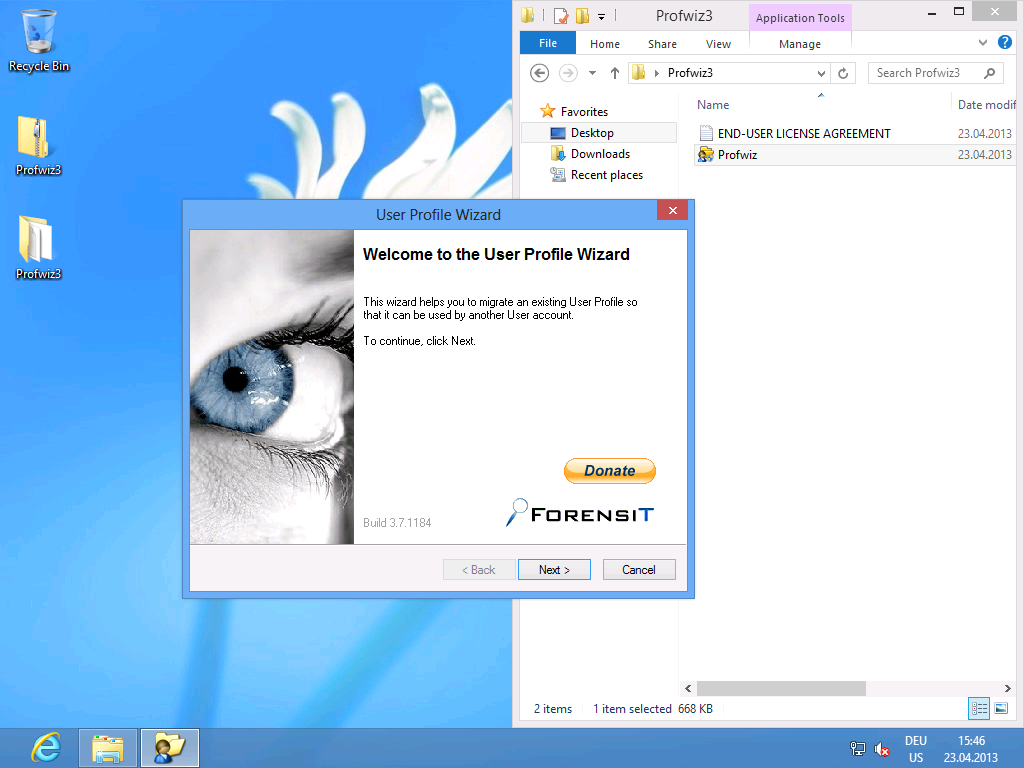 Recycle Bin
Profwiz3
Profwiz3
Profwiz3
Application Tools
File
Home
Share
View
Manage
Profwiz3
Search Profwiz3
Favorites
Desktop
Downloads
Recent places
Name
Date modif
END-USER LICENSE AGREEMENT
23.04.2013
Profwiz
23.04.2013
User Profile Wizard
Welcome to the User Profile Wizard
This wizard helps you to migrate an existing User Profile so
that it can be used by another User account.
To continue, click Next.
Donate
FORENSIT
Build 3.7.1184
< Back
Next >
Cancel
2 items
1 item selected 668 KB
DEU
US
15:46
23.04.2013